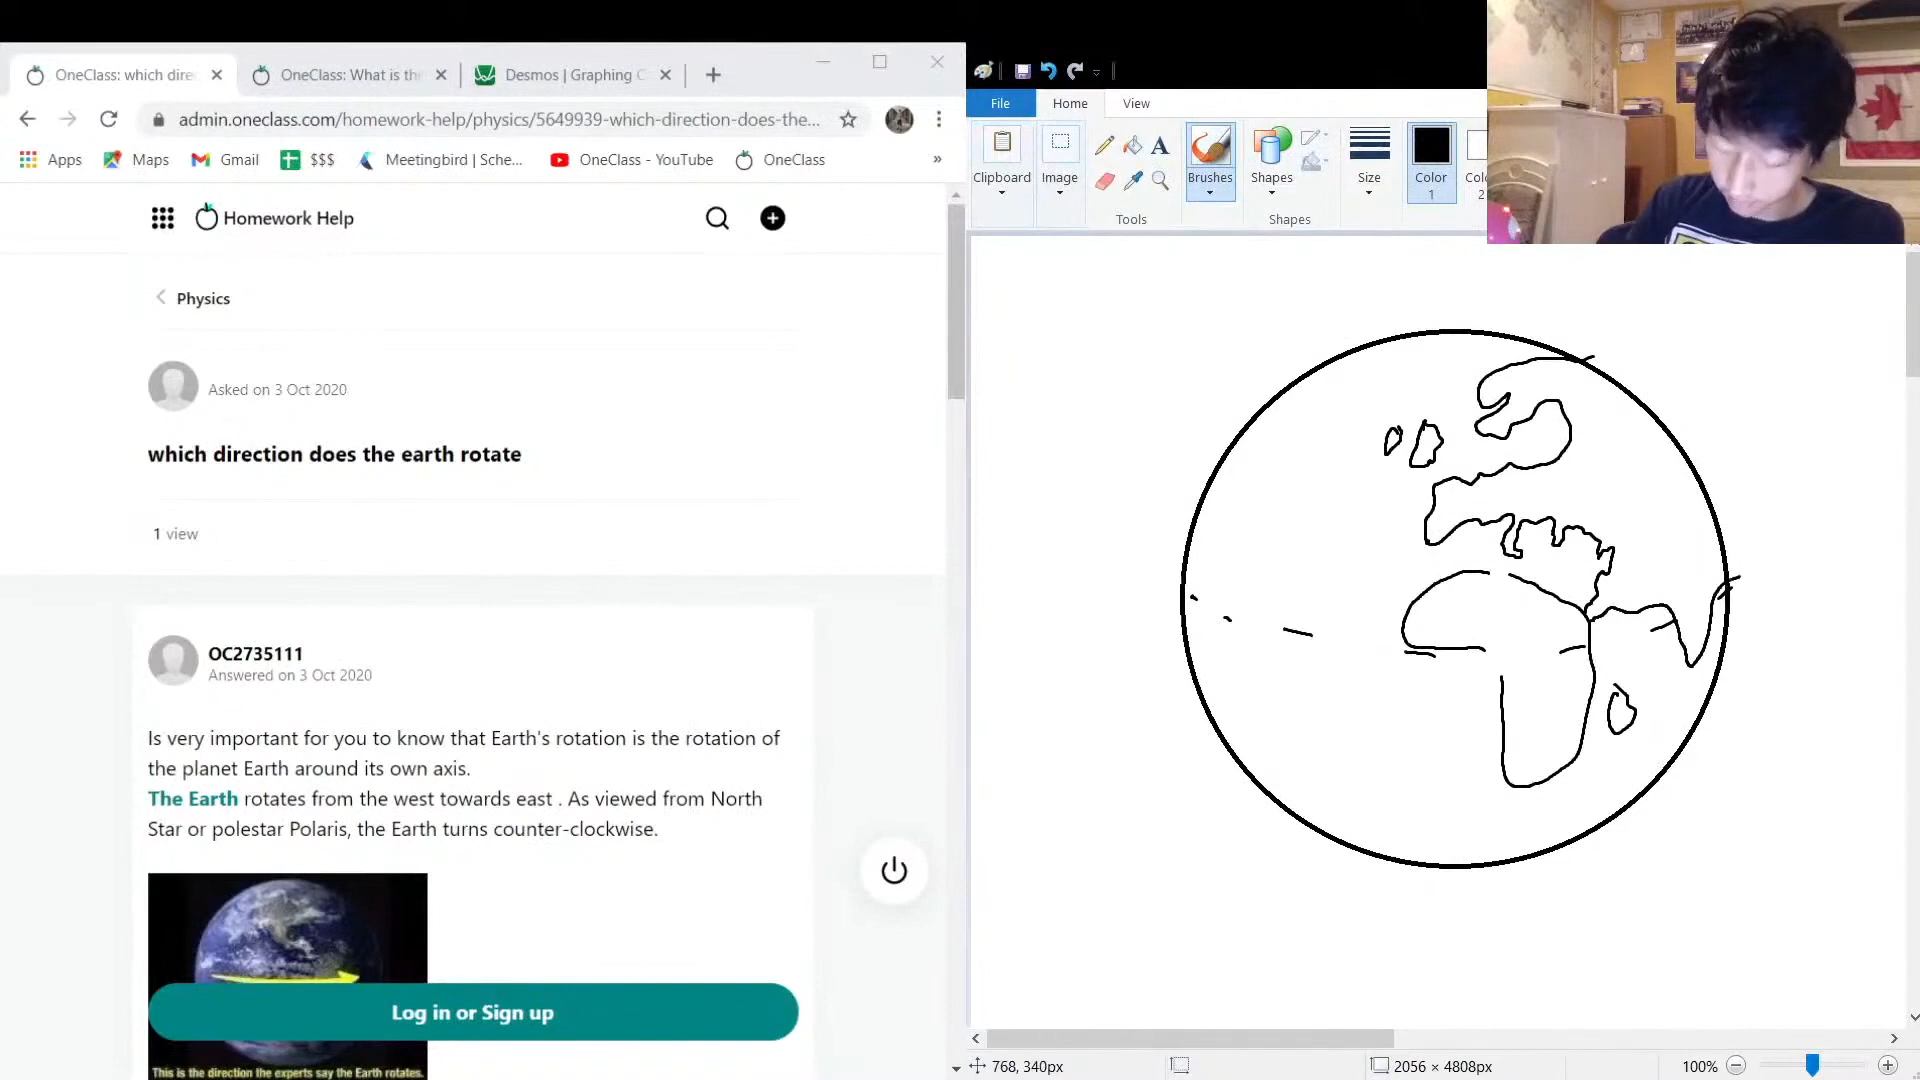 OneClass: which direc
OneClass: What is the
Desmos | Graphing C
admin.oneclass.com/homework-help/physics/5649939-which-direction-does-the...
Apps
Maps
Gmail
$$$
Meetingbird | Sche...
OneClass - YouTube
OneClass
»
Homework Help
Physics
Asked on 3 Oct 2020
which direction does the earth rotate
1 view
OC2735111
Answered on 3 Oct 2020
Is very important for you to know that Earth's rotation is the rotation of
the planet Earth around its own axis.
The Earth rotates from the west towards east . As viewed from North
Star or polestar Polaris, the Earth turns counter-clockwise.
Log in or Sign up
This is the direction the experts say the Earth rotates.
File
Home
View
Clipboard
Image
A
Tools
Brushes
Shapes
Shapes
Size
Color
1
Colo
2
768, 340px
2056 × 4808px
100%